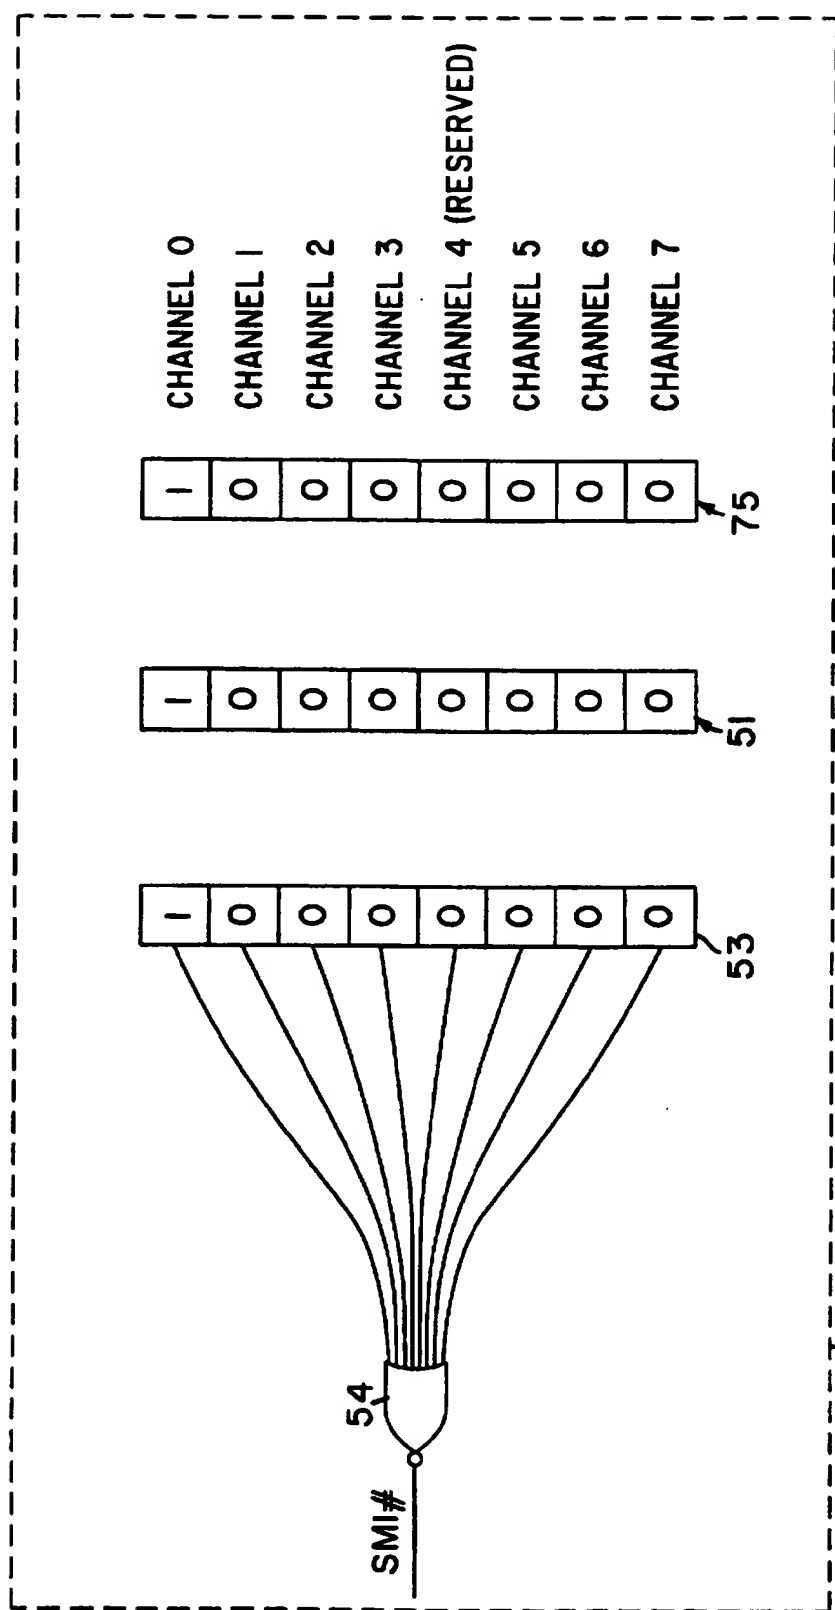 1 1 1 CHANNEL 0
0 0 0 CHANNEL 1
0 0 0 CHANNEL 2
54
SMI#
0 0 0 CHANNEL 3
0 0 0 CHANNEL 4 (RESERVED)
0 0 0 CHANNEL 5
0 0 0 CHANNEL 6
0 0 0 CHANNEL 7
53 51 75